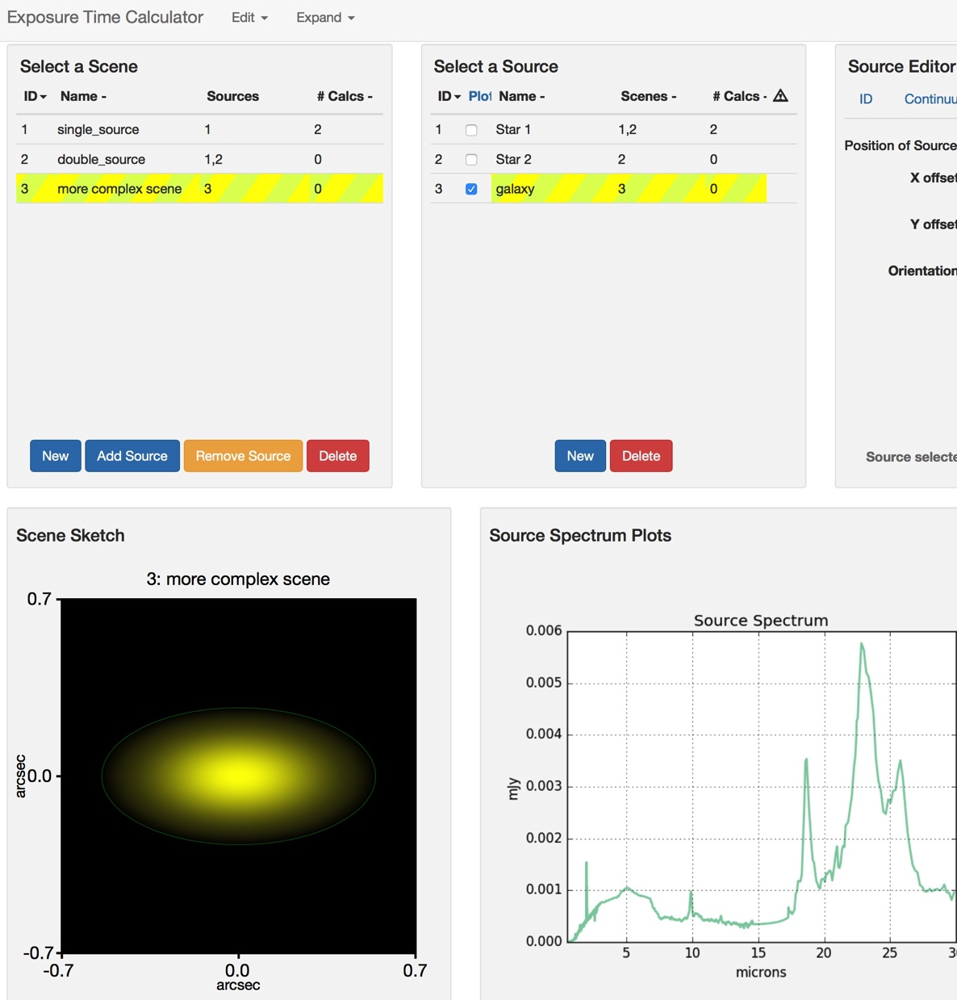 Exposure Time Calculator Edit Expand
Select a Scene
ID Name - Sources # Calcs -
1 single_source 1 2
2 double_source 1,2 0
3 more complex scene 3 0
New Add Source Remove Source Delete
Select a Source
ID Plot Name - Scenes - # Calcs -
1 Star 1 1,2 2
2 Star 2 2 0
3 galaxy 3 0
New Delete
Source Editor
ID Continuu
Position of Source
X offset
Y offset
Orientation
Source selecte
Scene Sketch
3: more complex scene
0.7
arcsec
0.0
-0.7
-0.7 0.0 0.7
arcsec
Source Spectrum Plots
Source Spectrum
0.006
0.005
0.004
0.003
mJy
0.002
0.001
0.000
5 10 15 20 25 3
microns